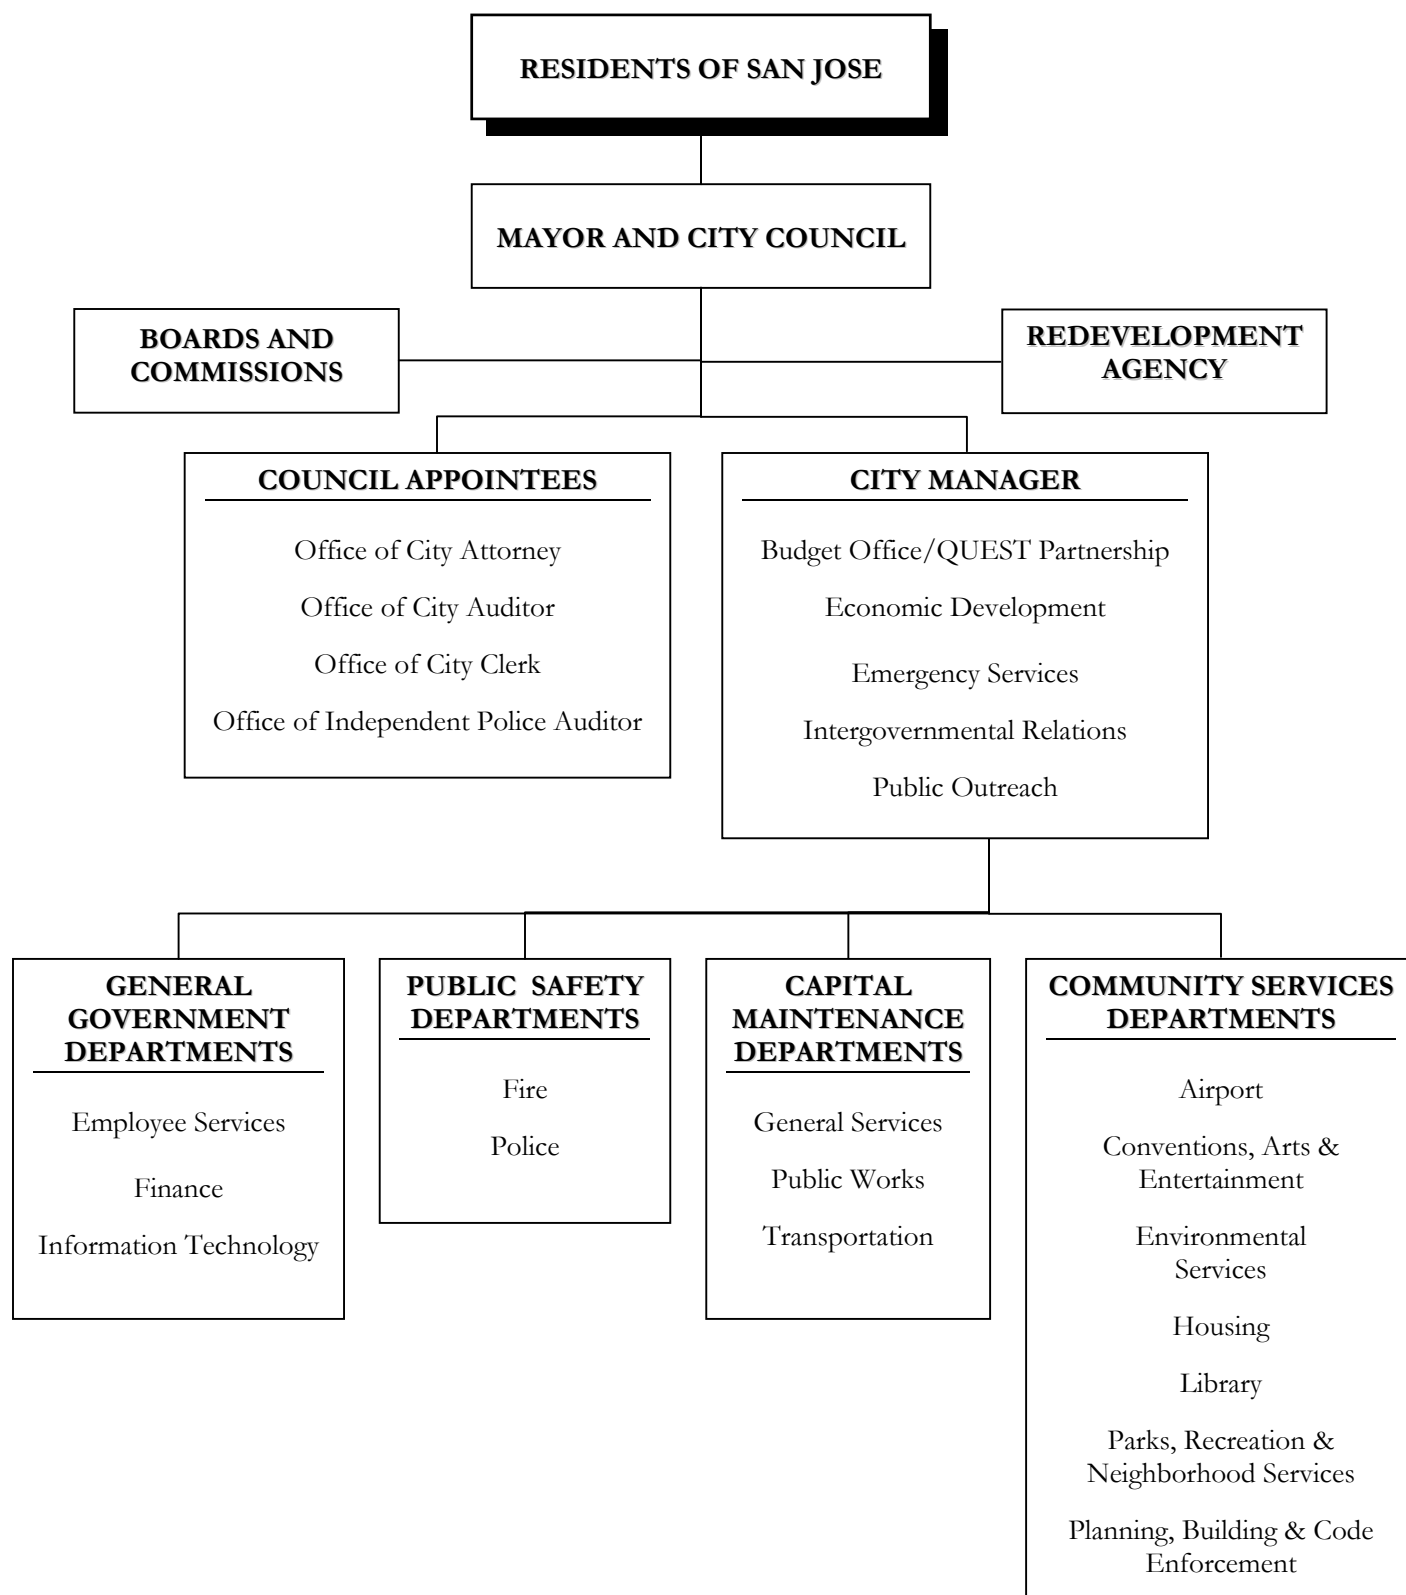 RESIDENTS OF SAN JOSE
MAYOR AND CITY COUNCIL
BOARDS AND
COMMISSIONS
REDEVELOPMENT
AGENCY
COUNCIL APPOINTEES
Office of City Attorney
Office of City Auditor
Office of City Clerk
Office of Independent Police Auditor
CITY MANAGER
Budget Office/QUEST Partnership
Economic Development
Emergency Services
Intergovernmental Relations
Public Outreach
GENERAL
GOVERNMENT
DEPARTMENTS
Employee Services
Finance
Information Technology
PUBLIC SAFETY
DEPARTMENTS
Fire
Police
CAPITAL
MAINTENANCE
DEPARTMENTS
General Services
Public Works
Transportation
COMMUNITY SERVICES
DEPARTMENTS
Airport
Conventions, Arts &
Entertainment
Environmental
Services
Housing
Library
Parks, Recreation &
Neighborhood Services
Planning, Building & Code
Enforcement